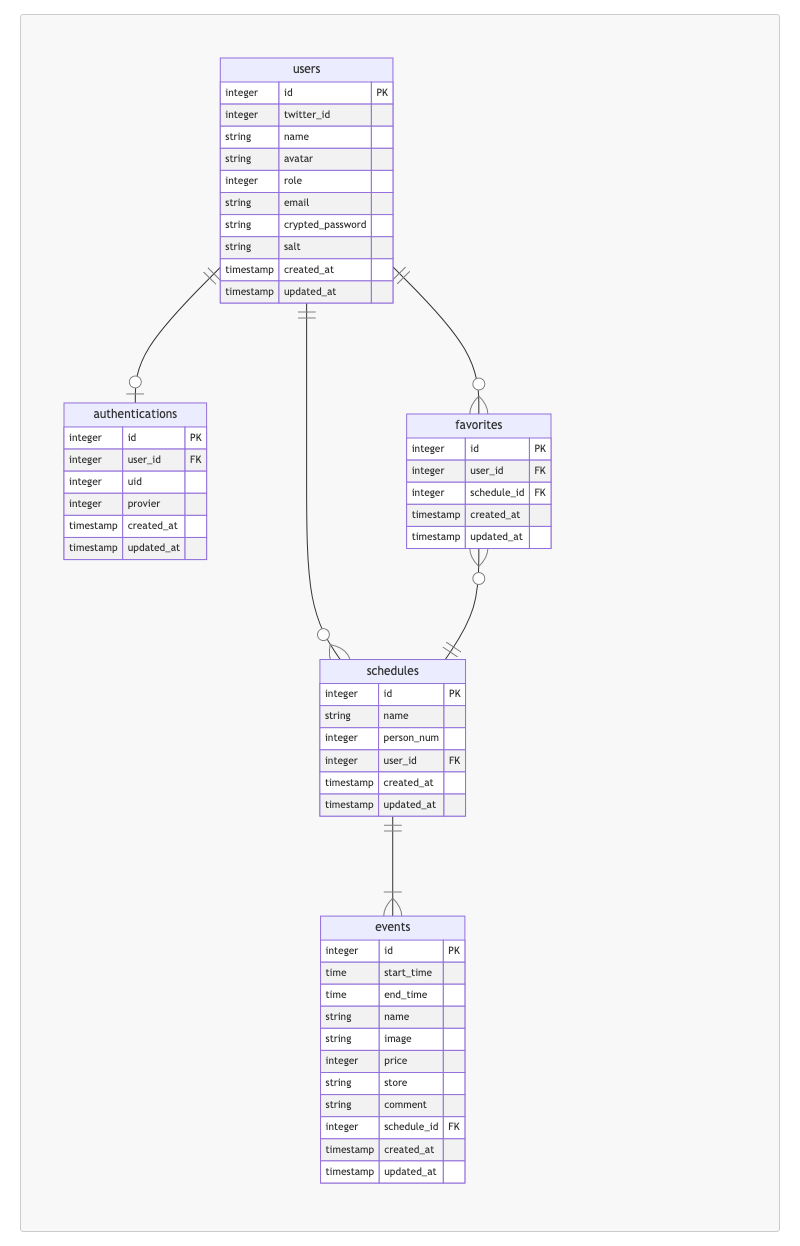 users
integer id PK
integer twitter_id
string name
string avatar
integer role
string email
string crypted_password
string salt
timestamp created_at
timestamp updated_at
authentications
integer id PK
integer user_id FK
integer uid
integer provier
timestamp created_at
timestamp updated_at
favorites
integer id PK
integer user_id FK
integer schedule_id FK
timestamp created_at
timestamp updated_at
schedules
integer id PK
string name
integer person_num
integer user_id FK
timestamp created_at
timestamp updated_at
events
integer id PK
time start_time
time end_time
string name
string image
integer price
string store
string comment
integer schedule_id FK
timestamp created_at
timestamp updated_at